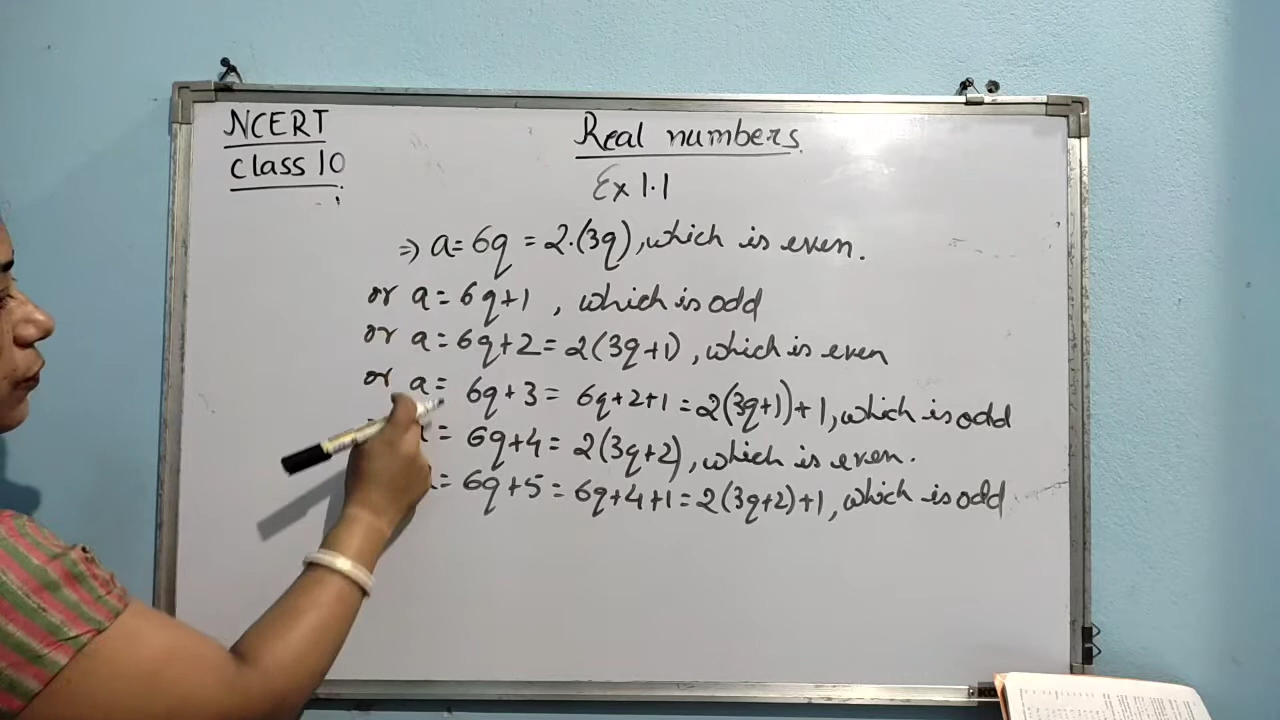 NCERT
Class 10
Real numbers.
Ex 1.1
⇒ a = 6q = 2.(3q), which is even.
or a = 6q+1 , which is odd
or a = 6q+2 = 2(3q+1), which is even
or a = 6q+3 = 6q+2+1 = 2(3q+1)+1, which is odd
= 6q+4 = 2(3q+2), which is even.
= 6q+5 = 6q+4+1 = 2(3q+2)+1, which is odd